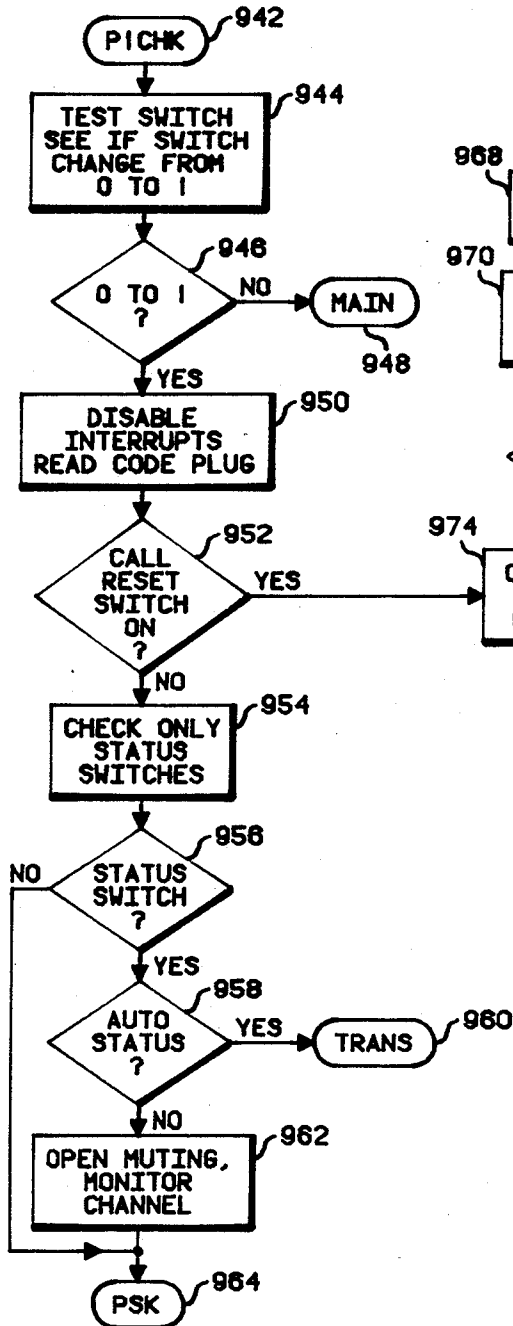 PICHK
942
944
TEST SWITCH
SEE IF SWITCH
CHANGE FROM
0 TO 1
946
0 TO 1
?
NO
MAIN
948
YES
950
DISABLE
INTERRUPTS
READ CODE PLUG
952
CALL
RESET
SWITCH
ON
?
YES
NO
954
CHECK ONLY
STATUS
SWITCHES
956
STATUS
SWITCH
?
NO
YES
958
AUTO
STATUS
?
YES
TRANS
960
NO
962
OPEN MUTING,
MONITOR
CHANNEL
PSK
964
968
970
974